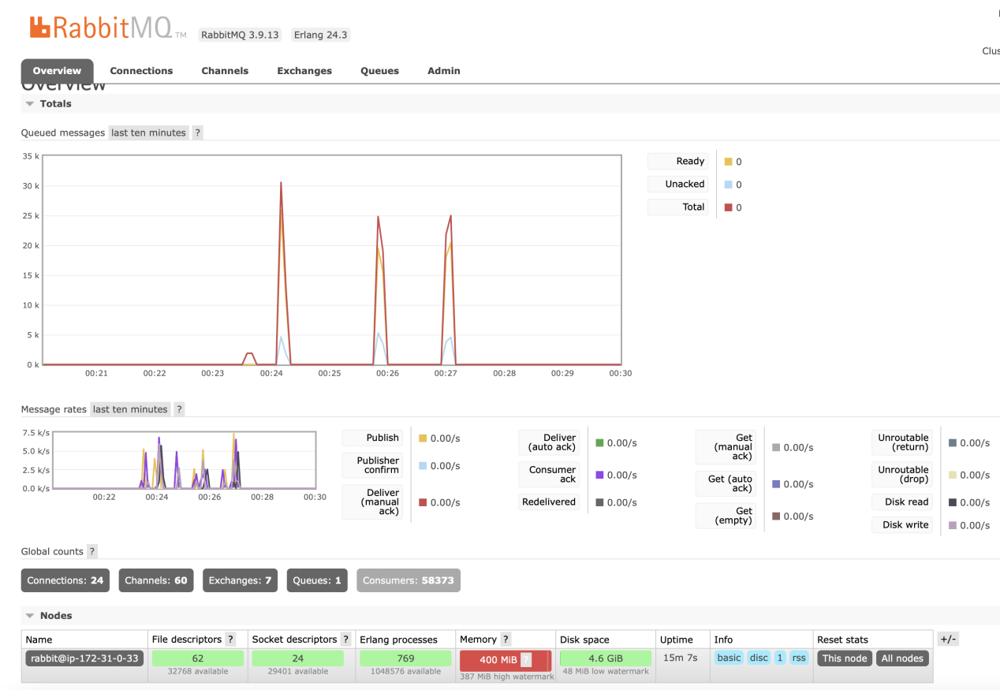 RabbitMQ TM RabbitMQ 3.9.13 Erlang 24.3
Clus
Overview Connections Channels Exchanges Queues Admin
Overview
Totals
Queued messages last ten minutes ?
35 k
30 k
25 k
20 k
15 k
10 k
5 k
0 k
00:21 00:22 00:23 00:24 00:25 00:26 00:27 00:28 00:29 00:30
Ready 0
Unacked 0
Total 0
Message rates last ten minutes ?
7.5 k/s
5.0 k/s
2.5 k/s
0.0 k/s
00:22 00:24 00:26 00:28 00:30
Publish 0.00/s
Publisher
confirm 0.00/s
Deliver
(manual
ack) 0.00/s
Deliver
(auto ack) 0.00/s
Consumer
ack 0.00/s
Redelivered 0.00/s
Get
(manual
ack) 0.00/s
Get (auto
ack) 0.00/s
Get
(empty) 0.00/s
Unroutable
(return) 0.00/s
Unroutable
(drop) 0.00/s
Disk read 0.00/s
Disk write 0.00/s
Global counts ?
Connections: 24 Channels: 60 Exchanges: 7 Queues: 1 Consumers: 58373
Nodes
Name File descriptors ? Socket descriptors ? Erlang processes Memory ? Disk space Uptime Info Reset stats +/-
rabbit@ip-172-31-0-33 62 24 769 400 MiB ? 4.6 GiB 15m 7s basic disc 1 rss This node All nodes
32768 available 29401 available 1048576 available 387 MiB high watermark 48 MiB low watermark